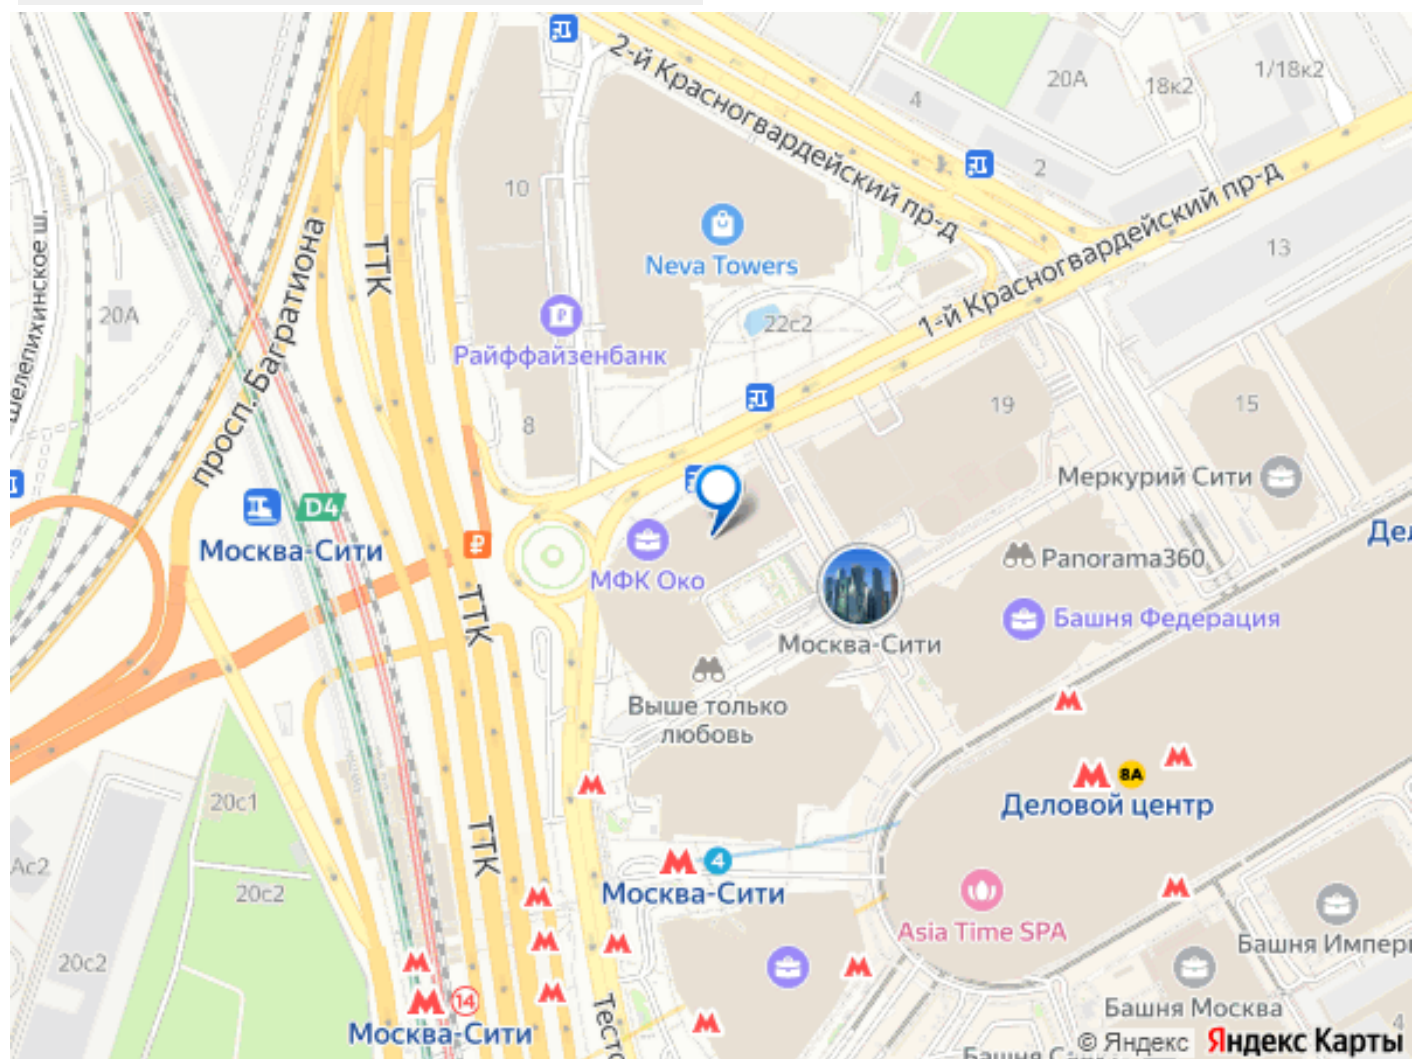 2-й Красногвардейский пр-д
20А
18к2
1/18к2
4
2
10
Neva Towers
1-й Красногвардейский пр-д
13
ТТК
просп. Багратиона
Шелепихинское ш.
20А
22с2
Райффайзенбанк
8
19
15
Меркурий Сити
D4
Москва-Сити
МФК Око
Panorama360
Башня Федерация
Москва-Сити
ТТК
Выше только
любовь
8А
Деловой центр
20с1
ТТК
4
Москва-Сити
20с2
Asia Time SPA
20с2
14
Москва-Сити
Башня Москва
© Яндекс
Яндекс Карты